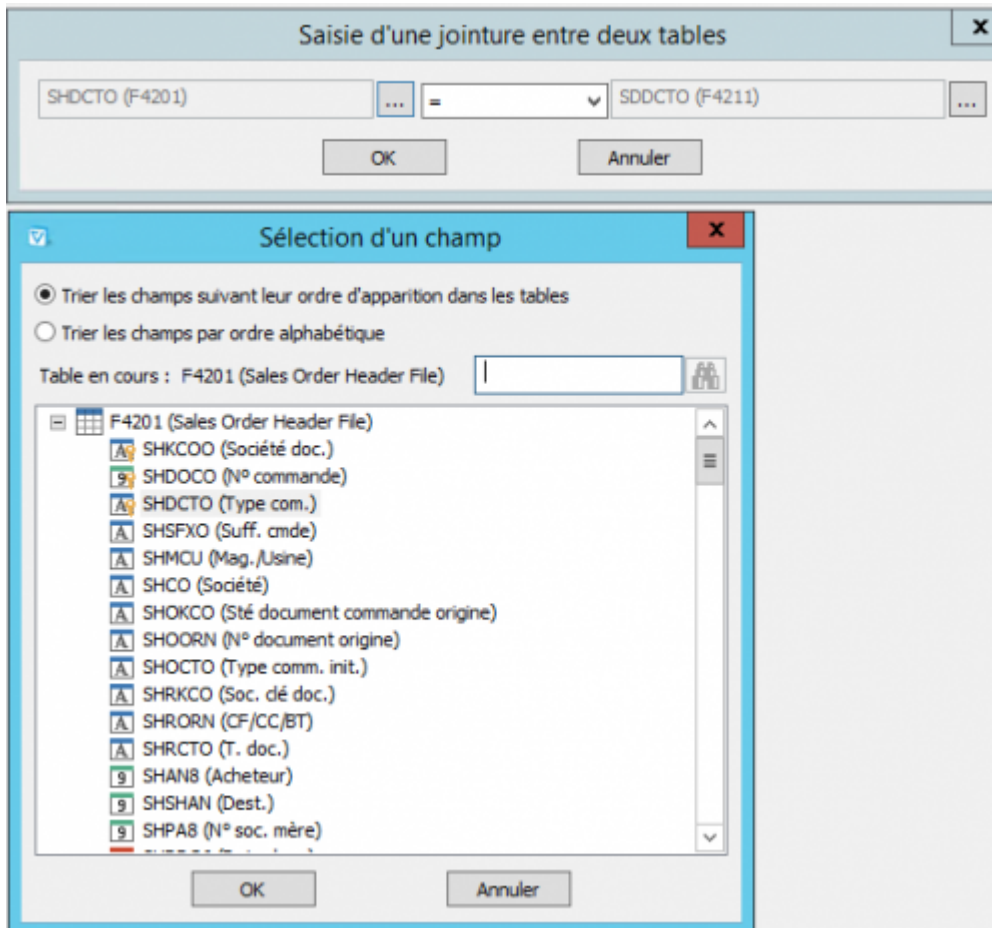 Saisie d'une jointure entre deux tables
SHDCTO (F4201) ... = SDDCTO (F4211) ...
OK Annuler
Sélection d'un champ
Trier les champs suivant leur ordre d'apparition dans les tables
Trier les champs par ordre alphabétique
Table en cours : F4201 (Sales Order Header File)
F4201 (Sales Order Header File)
SHKCOO (Société doc.)
SHDOCO (Nº commande)
SHDCTO (Type com.)
SHSFXO (Suff. cmde)
SHMCU (Mag./Usine)
SHCO (Société)
SHOKCO (Sté document commande origine)
SHOORN (N° document origine)
SHOCTO (Type comm. init.)
SHRKCO (Soc. clé doc.)
SHRORN (CF/CC/BT)
SHRCTO (T. doc.)
SHAN8 (Acheteur)
SHSHAN (Dest.)
SHPA8 (N° soc. mère)
OK Annuler